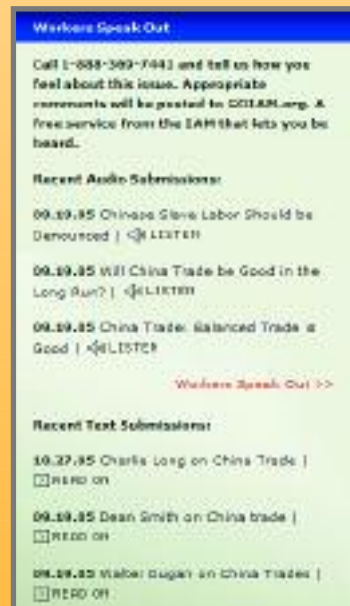 Workers Speak Out
Call 1-888-369-7441 and tell us how you
feel about this issue. Appropriate
comments will be posted to GOIAM.org. A
free service from the IAM that lets you be
heard.
Recent Audio Submissions:
09.19.05 Chinese Slave Labor Should be
Denounced | LISTEN
09.19.05 Will China Trade be Good in the
Long Run? | LISTEN
09.19.05 China Trade: Balanced Trade is
Good | LISTEN
Workers Speak Out >>
Recent Text Submissions:
10.27.05 Charlie Long on China Trade |
READ ON
09.19.05 Dean Smith on China trade |
READ ON
09.19.05 Walter Dugan on China Trades |
READ ON